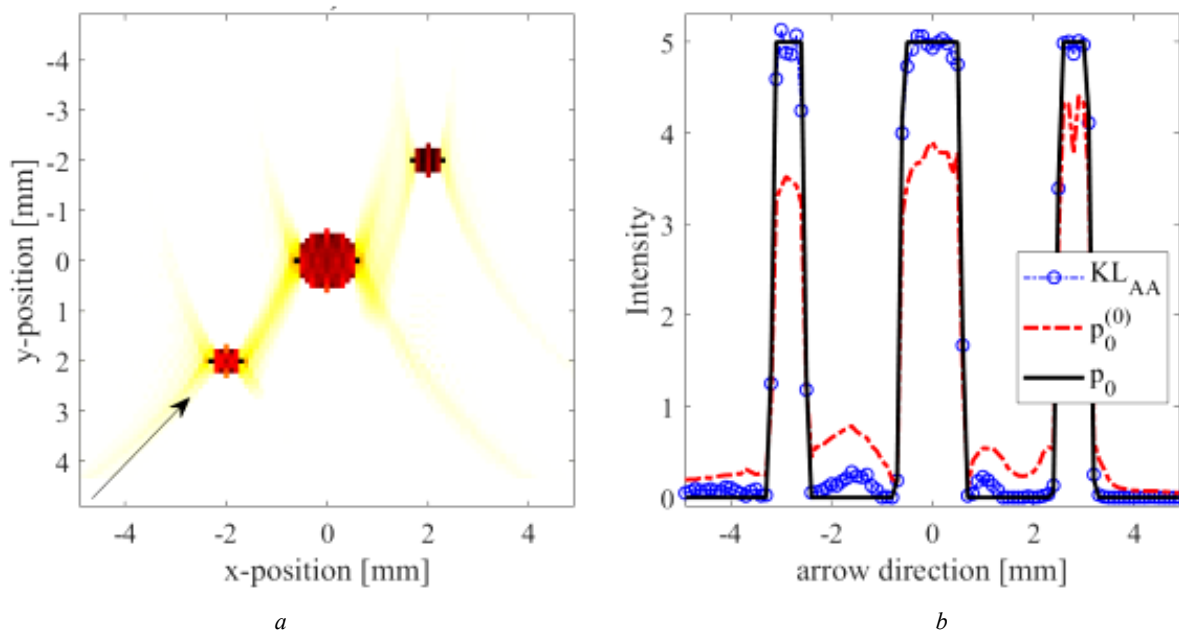 -4
-3
-2
-1
0
1
2
3
4
y-position [mm]
-4 -2 0 2 4
x-position [mm]
a
5
4
3
2
1
0
Intensity
KL_AA
p_0^(0)
p_0
-4 -2 0 2 4
arrow direction [mm]
b